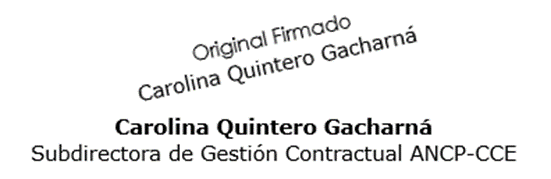 Original Firmado
Carolina Quintero Gacharná
Carolina Quintero Gacharná
Subdirectora de Gestión Contractual ANCP-CCE